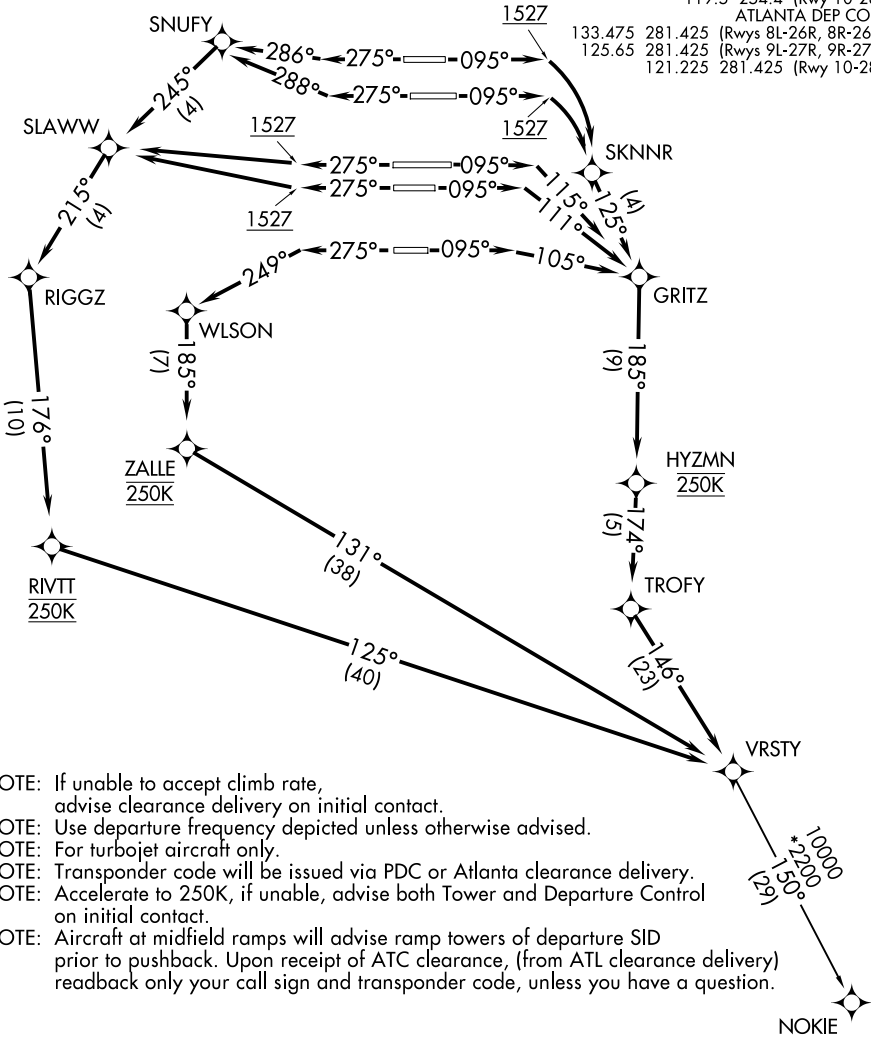 119.5 254.4 (Rwy 10-28
ATLANTA DEP CO
133.475 281.425 (Rwys 8L-26R, 8R-26
125.65 281.425 (Rwys 9L-27R, 9R-27
121.225 281.425 (Rwy 10-28
SNUFY
1527
286° 275° 095°
288° 275° 095°
245°
(4)
SLAWW
1527
1527
SKNNR
275° 095°
275° 095°
115°
111°
125°
(4)
1527
215°
(4)
249° 275° 095° 105°
RIGGZ
WLSON
GRITZ
185°
(7)
185°
(9)
176°
(10)
ZALLE
250K
HYZMN
250K
174°
(5)
RIVTT
250K
131°
(38)
TROFY
125°
(40)
146°
(23)
VRSTY
10000
*2200
150°
(29)
NOKIE
OTE: If unable to accept climb rate,
advise clearance delivery on initial contact.
OTE: Use departure frequency depicted unless otherwise advised.
OTE: For turbojet aircraft only.
OTE: Transponder code will be issued via PDC or Atlanta clearance delivery.
OTE: Accelerate to 250K, if unable, advise both Tower and Departure Control
on initial contact.
OTE: Aircraft at midfield ramps will advise ramp towers of departure SID
prior to pushback. Upon receipt of ATC clearance, (from ATL clearance delivery)
readback only your call sign and transponder code, unless you have a question.